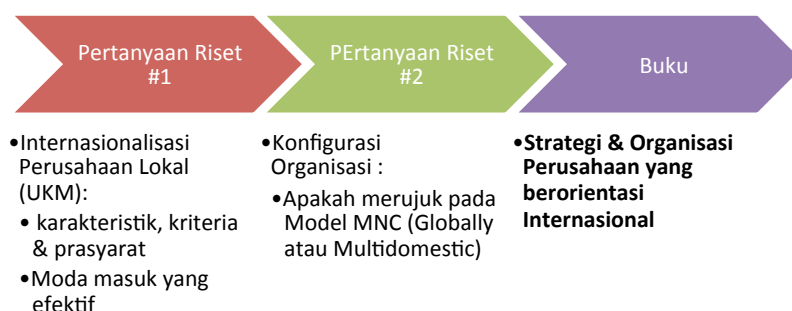 Pertanyaan Riset
#1
PErtanyaan Riset
#2
Buku
•Internasionalisasi
Perusahaan Lokal
(UKM):
• karakteristik, kriteria
& prasyarat
•Moda masuk yang
efektif
•Konfigurasi
Organisasi :
•Apakah merujuk pada
Model MNC (Globally
atau Multidomestic)
•Strategi & Organisasi
Perusahaan yang
berorientasi
Internasional